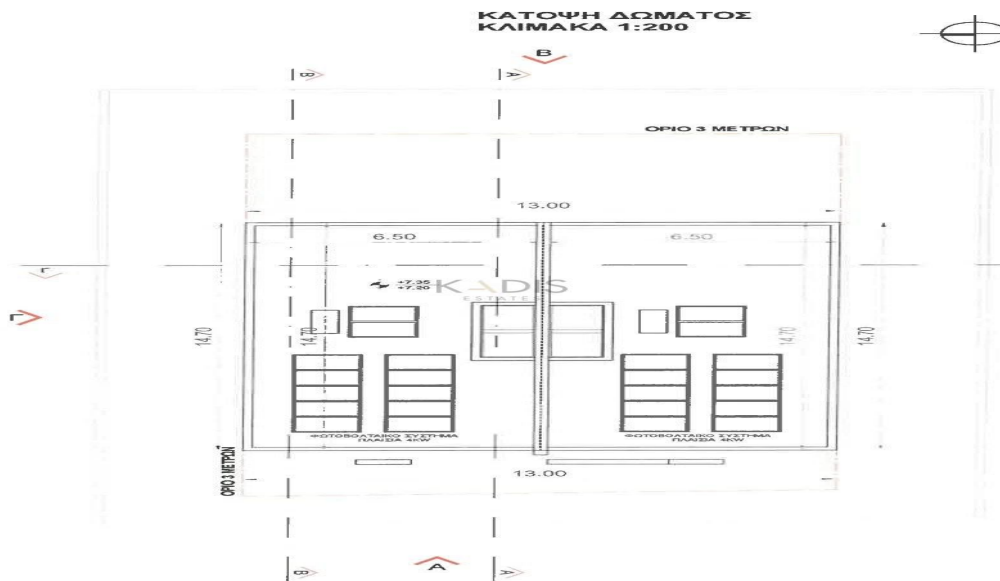 ΚΑΤΟΨΗ ΔΩΜΑΤΟΣ
ΚΛΙΜΑΚΑ 1:200
B
B
A
ΟΡΙΟ 3 ΜΕΤΡΩΝ
13.00
6.50
6.50
+7.35
+7.20
KADIS
ESTATES
Γ
Γ
14.70
14.70
14.70
14.70
ΦΩΤΟΒΟΛΤΑΙΚΟ ΣΥΣΤΗΜΑ
ΠΛΑΙΣΙΑ 4KW
ΦΩΤΟΒΟΛΤΑΙΚΟ ΣΥΣΤΗΜΑ
ΠΛΑΙΣΙΑ 4KW
ΟΡΙΟ 3 ΜΕΤΡΩΝ
13.00
A
B
A